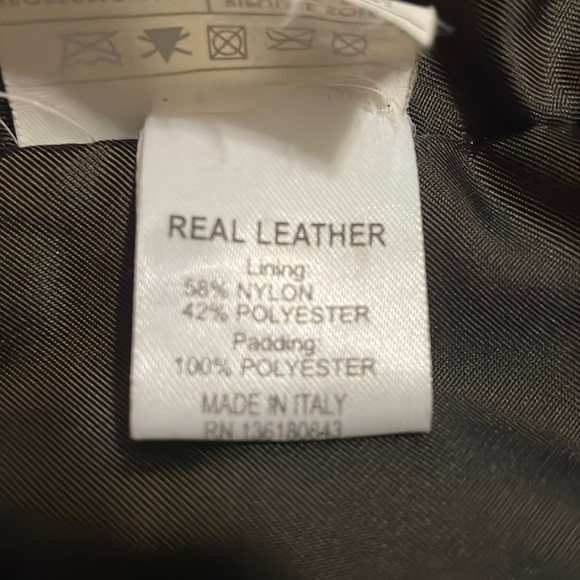 REAL LEATHER
Lining:
58% NYLON
42% POLYESTER
Padding:
100% POLYESTER
MADE IN ITALY
RN 136180843